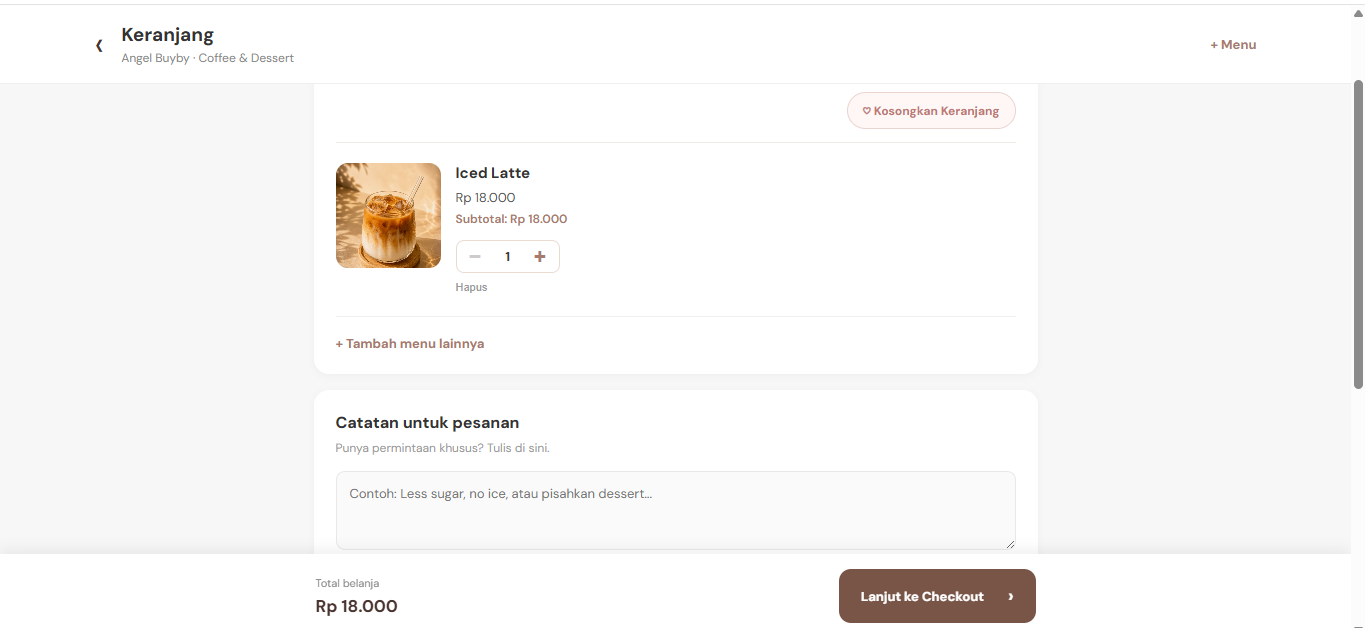 Keranjang
Angel Buyby · Coffee & Dessert
+ Menu
♡ Kosongkan Keranjang
Iced Latte
Rp 18.000
Subtotal: Rp 18.000
− 1 +
Hapus
+ Tambah menu lainnya
Catatan untuk pesanan
Punya permintaan khusus? Tulis di sini.
Contoh: Less sugar, no ice, atau pisahkan dessert...
Total belanja
Rp 18.000
Lanjut ke Checkout ›